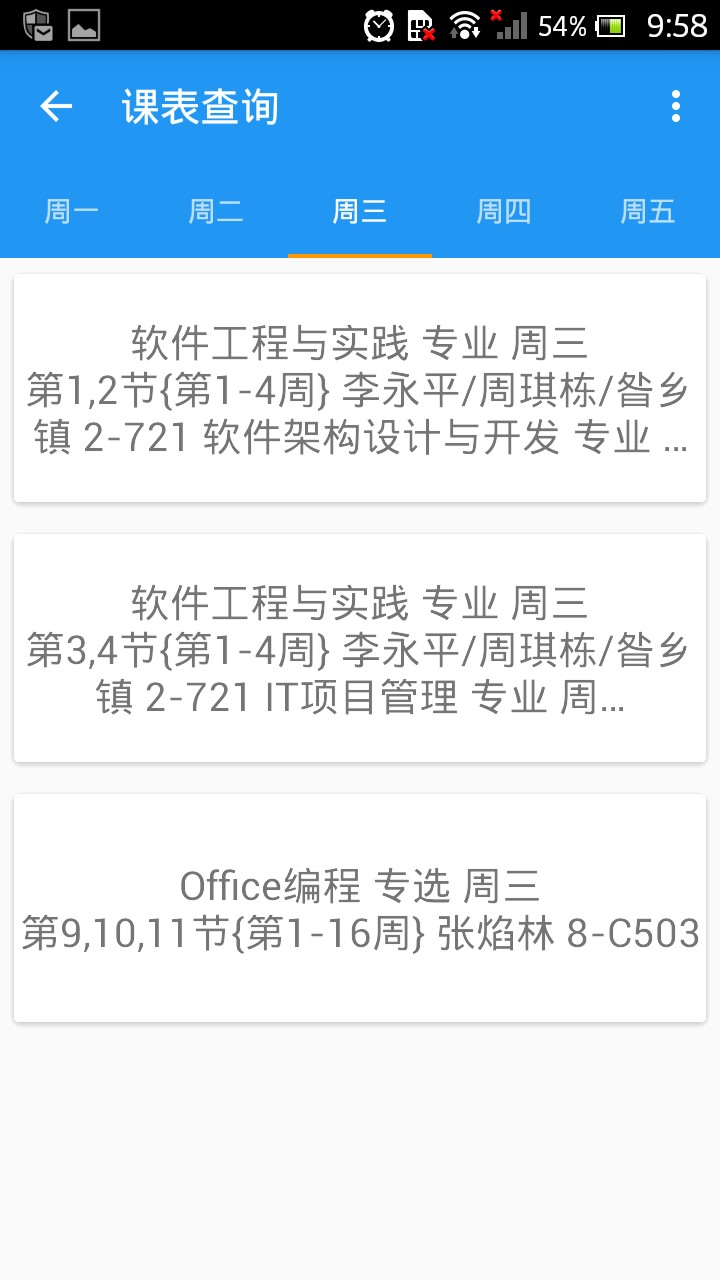 54% 9:58
课表查询
周一 周二 周三 周四 周五
软件工程与实践 专业 周三
第1,2节{第1-4周} 李永平/周琪栋/昝乡
镇 2-721 软件架构设计与开发 专业 ...
软件工程与实践 专业 周三
第3,4节{第1-4周} 李永平/周琪栋/昝乡
镇 2-721 IT项目管理 专业 周...
Office编程 专选 周三
第9,10,11节{第1-16周} 张焰林 8-C503